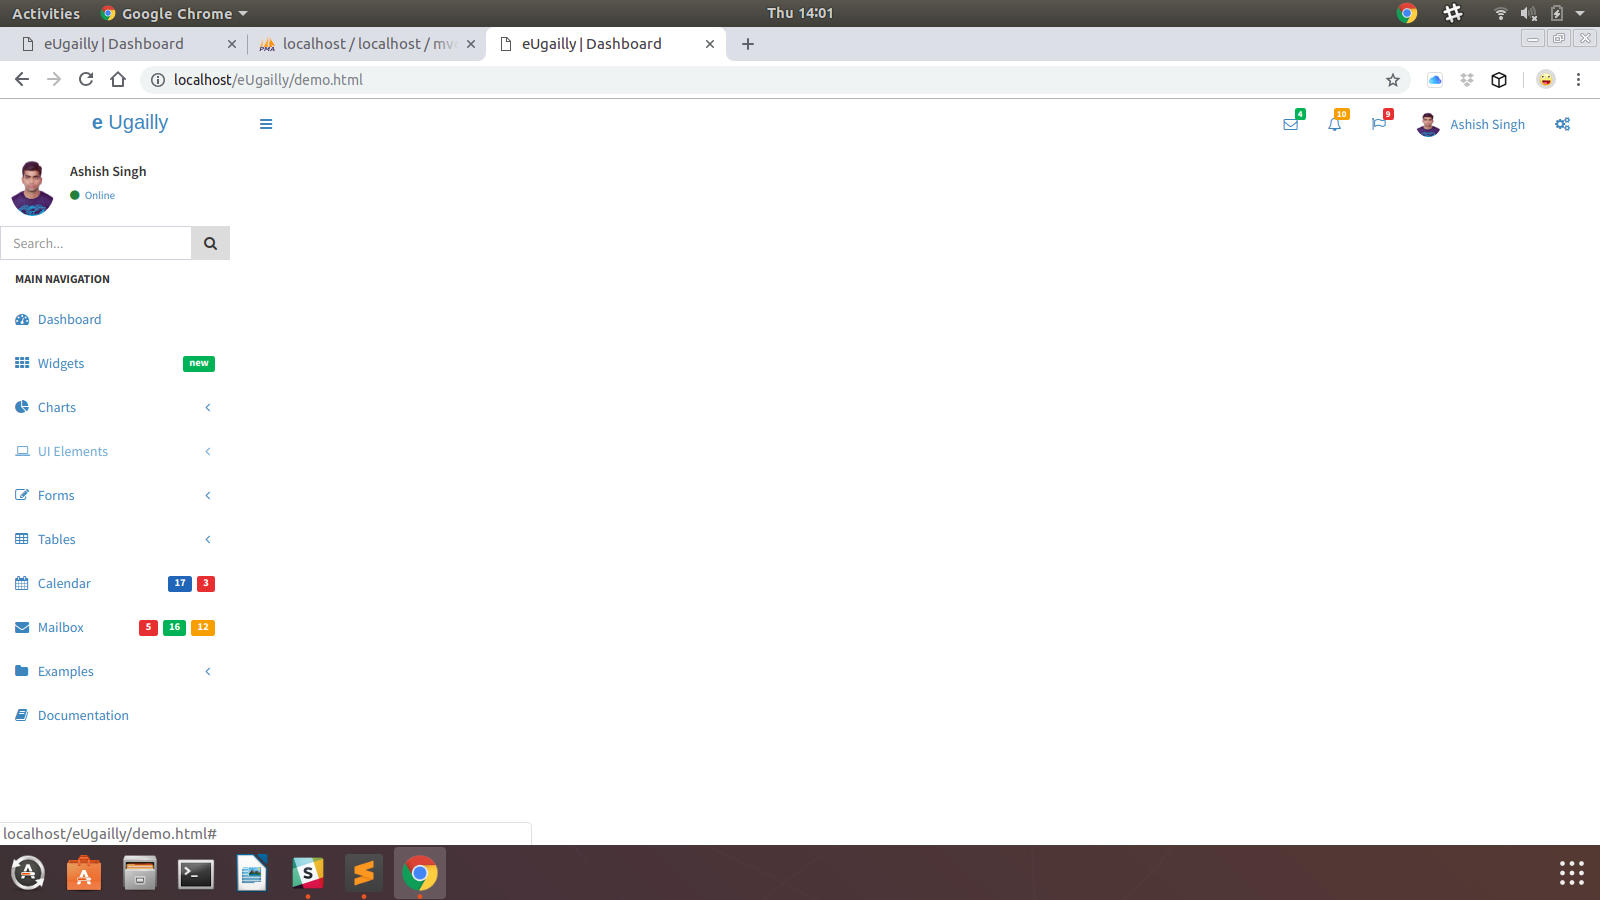 Activities Google Chrome Thu 14:01
eUgailly | Dashboard localhost / localhost / mv eUgailly | Dashboard
localhost/eUgailly/demo.html
e Ugailly 4 10 9 Ashish Singh
Ashish Singh
Online
Search...
MAIN NAVIGATION
Dashboard
Widgets new
Charts
UI Elements
Forms
Tables
Calendar 17 3
Mailbox 5 16 12
Examples
Documentation
localhost/eUgailly/demo.html#